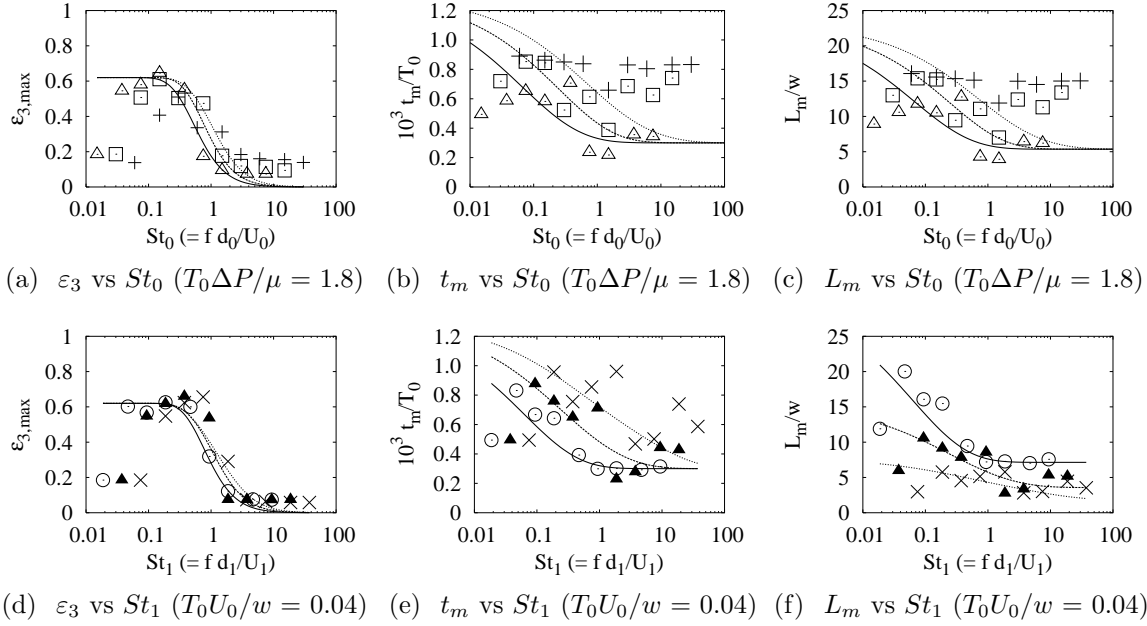 1
0.8
0.6
0.4
0.2
0
ε3,max
0.01 0.1 1 10 100
St0 (= f d0/U0)
1.2
1.0
0.8
0.6
0.4
0.2
10³ tm/T0
0.01 0.1 1 10 100
St0 (= f d0/U0)
25
20
15
10
5
0
Lm/w
0.01 0.1 1 10 100
St0 (= f d0/U0)
(a) ε3 vs St0 (T0ΔP/μ = 1.8)
(b) tm vs St0 (T0ΔP/μ = 1.8)
(c) Lm vs St0 (T0ΔP/μ = 1.8)
1
0.8
0.6
0.4
0.2
0
ε3,max
0.01 0.1 1 10 100
St1 (= f d1/U1)
1.2
1.0
0.8
0.6
0.4
0.2
10³ tm/T0
0.01 0.1 1 10 100
St1 (= f d1/U1)
25
20
15
10
5
0
Lm/w
0.01 0.1 1 10 100
St1 (= f d1/U1)
(d) ε3 vs St1 (T0U0/w = 0.04)
(e) tm vs St1 (T0U0/w = 0.04)
(f) Lm vs St1 (T0U0/w = 0.04)